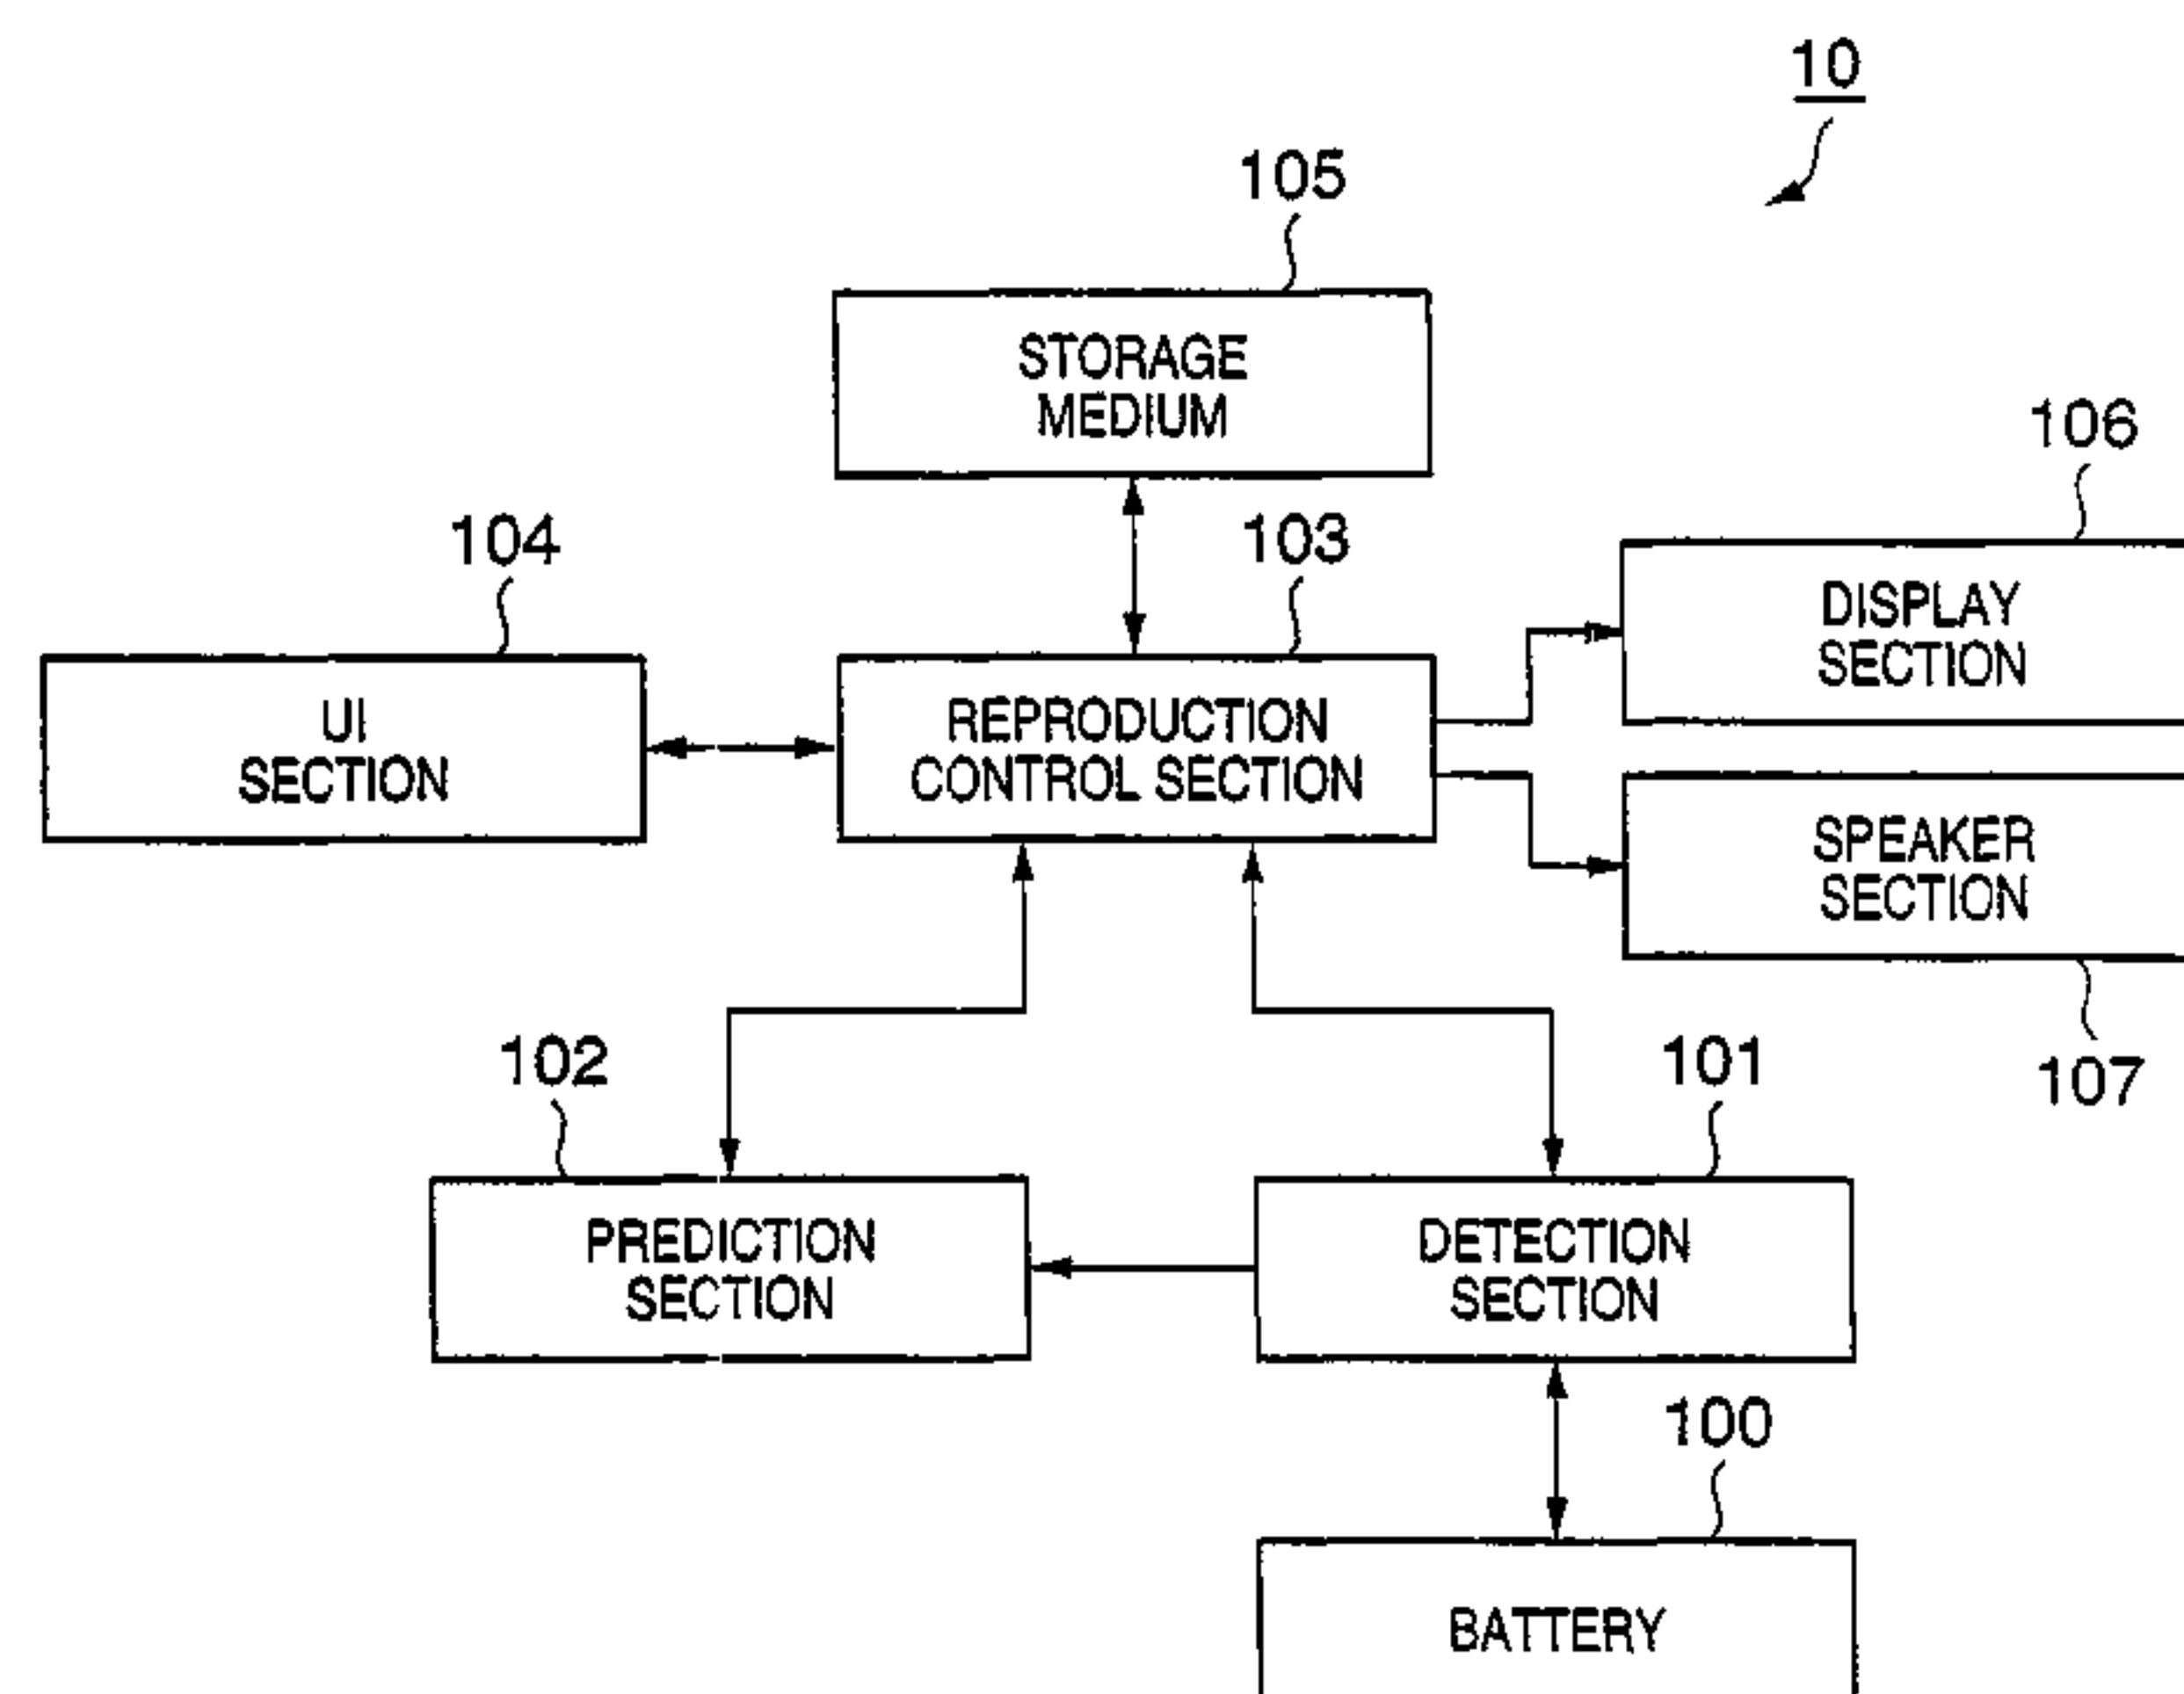 10
105
STORAGE
MEDIUM
106
104
103
DISPLAY
SECTION
UI
SECTION
REPRODUCTION
CONTROL SECTION
SPEAKER
SECTION
102
101
107
PREDICTION
SECTION
DETECTION
SECTION
100
BATTERY